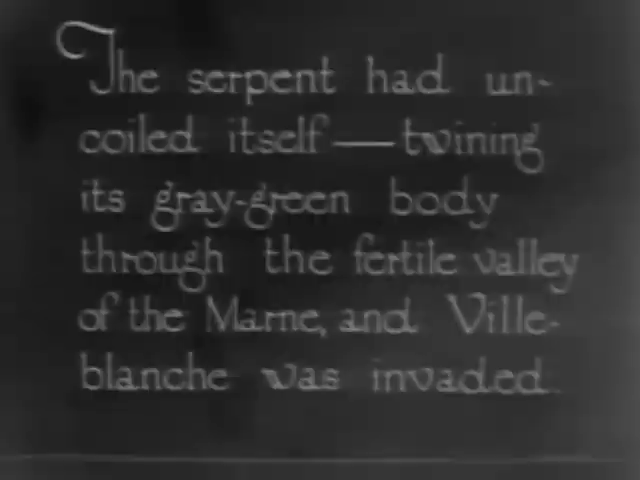 The serpent had un-
coiled itself — twining
its gray-green body
through the fertile valley
of the Marne, and Ville-
blanche was invaded.